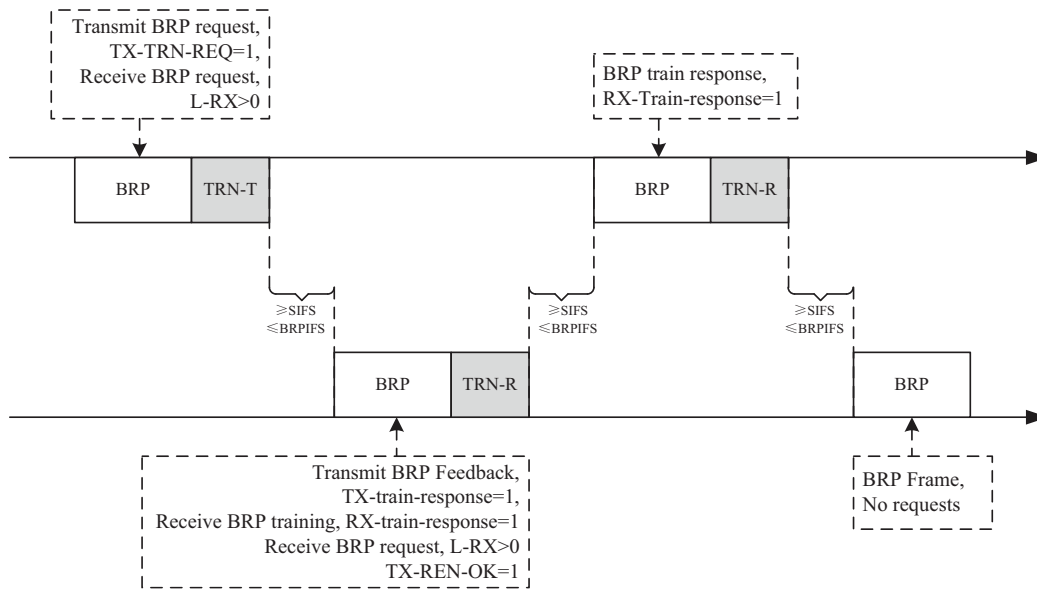 Transmit BRP request,
TX-TRN-REQ=1,
Receive BRP request,
L-RX>0
BRP train response,
RX-Train-response=1
BRP
TRN-T
BRP
TRN-R
≥SIFS
≤BRPIFS
≥SIFS
≤BRPIFS
≥SIFS
≤BRPIFS
BRP
TRN-R
BRP
Transmit BRP Feedback,
TX-train-response=1,
Receive BRP training, RX-train-response=1
Receive BRP request, L-RX>0
TX-REN-OK=1
BRP Frame,
No requests